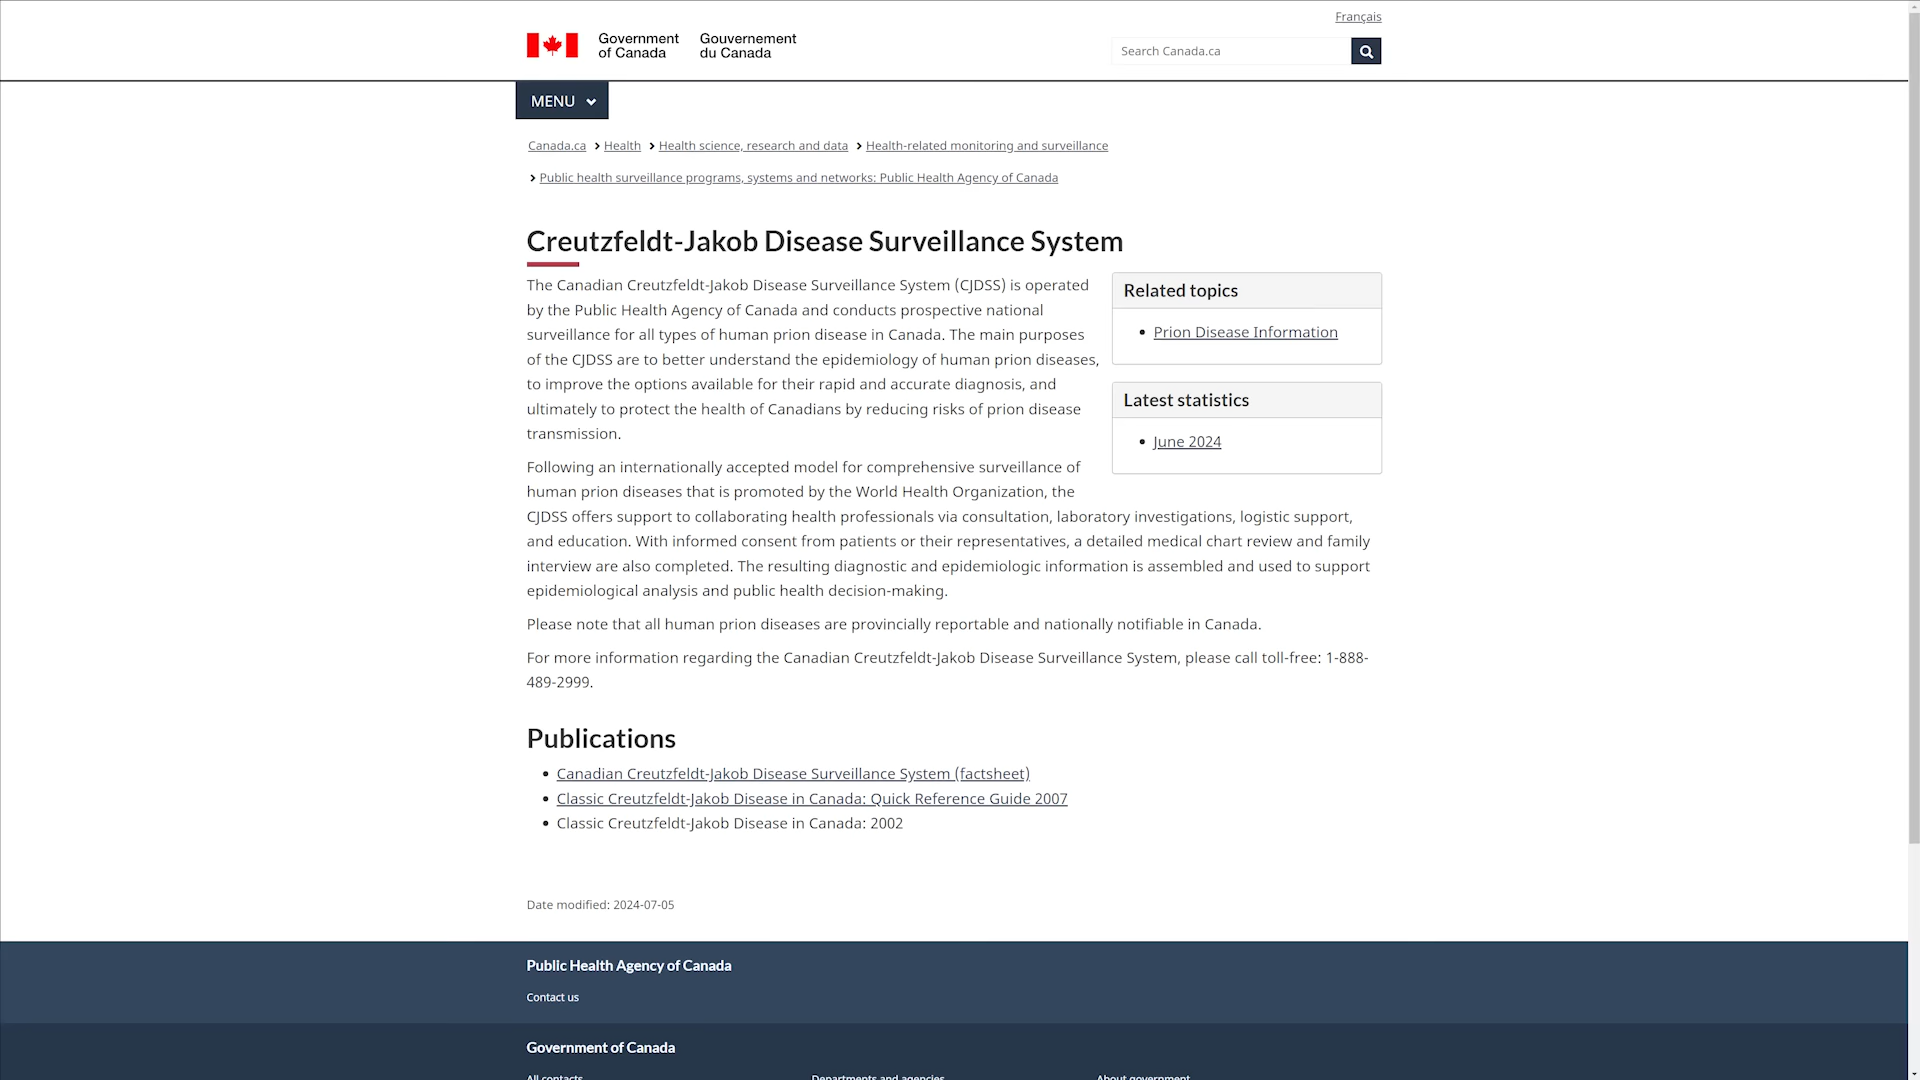 Français
Government of Canada
Gouvernement du Canada
Search Canada.ca
MENU
Canada.ca > Health > Health science, research and data > Health-related monitoring and surveillance
> Public health surveillance programs, systems and networks: Public Health Agency of Canada
Creutzfeldt-Jakob Disease Surveillance System
The Canadian Creutzfeldt-Jakob Disease Surveillance System (CJDSS) is operated
by the Public Health Agency of Canada and conducts prospective national
surveillance for all types of human prion disease in Canada. The main purposes
of the CJDSS are to better understand the epidemiology of human prion diseases,
to improve the options available for their rapid and accurate diagnosis, and
ultimately to protect the health of Canadians by reducing risks of prion disease
transmission.
Related topics
• Prion Disease Information
Latest statistics
• June 2024
Following an internationally accepted model for comprehensive surveillance of
human prion diseases that is promoted by the World Health Organization, the
CJDSS offers support to collaborating health professionals via consultation, laboratory investigations, logistic support,
and education. With informed consent from patients or their representatives, a detailed medical chart review and family
interview are also completed. The resulting diagnostic and epidemiologic information is assembled and used to support
epidemiological analysis and public health decision-making.
Please note that all human prion diseases are provincially reportable and nationally notifiable in Canada.
For more information regarding the Canadian Creutzfeldt-Jakob Disease Surveillance System, please call toll-free: 1-888-
489-2999.
Publications
• Canadian Creutzfeldt-Jakob Disease Surveillance System (factsheet)
• Classic Creutzfeldt-Jakob Disease in Canada: Quick Reference Guide 2007
• Classic Creutzfeldt-Jakob Disease in Canada: 2002
Date modified: 2024-07-05
Public Health Agency of Canada
Contact us
Government of Canada
All contacts
Departments and agencies
About government